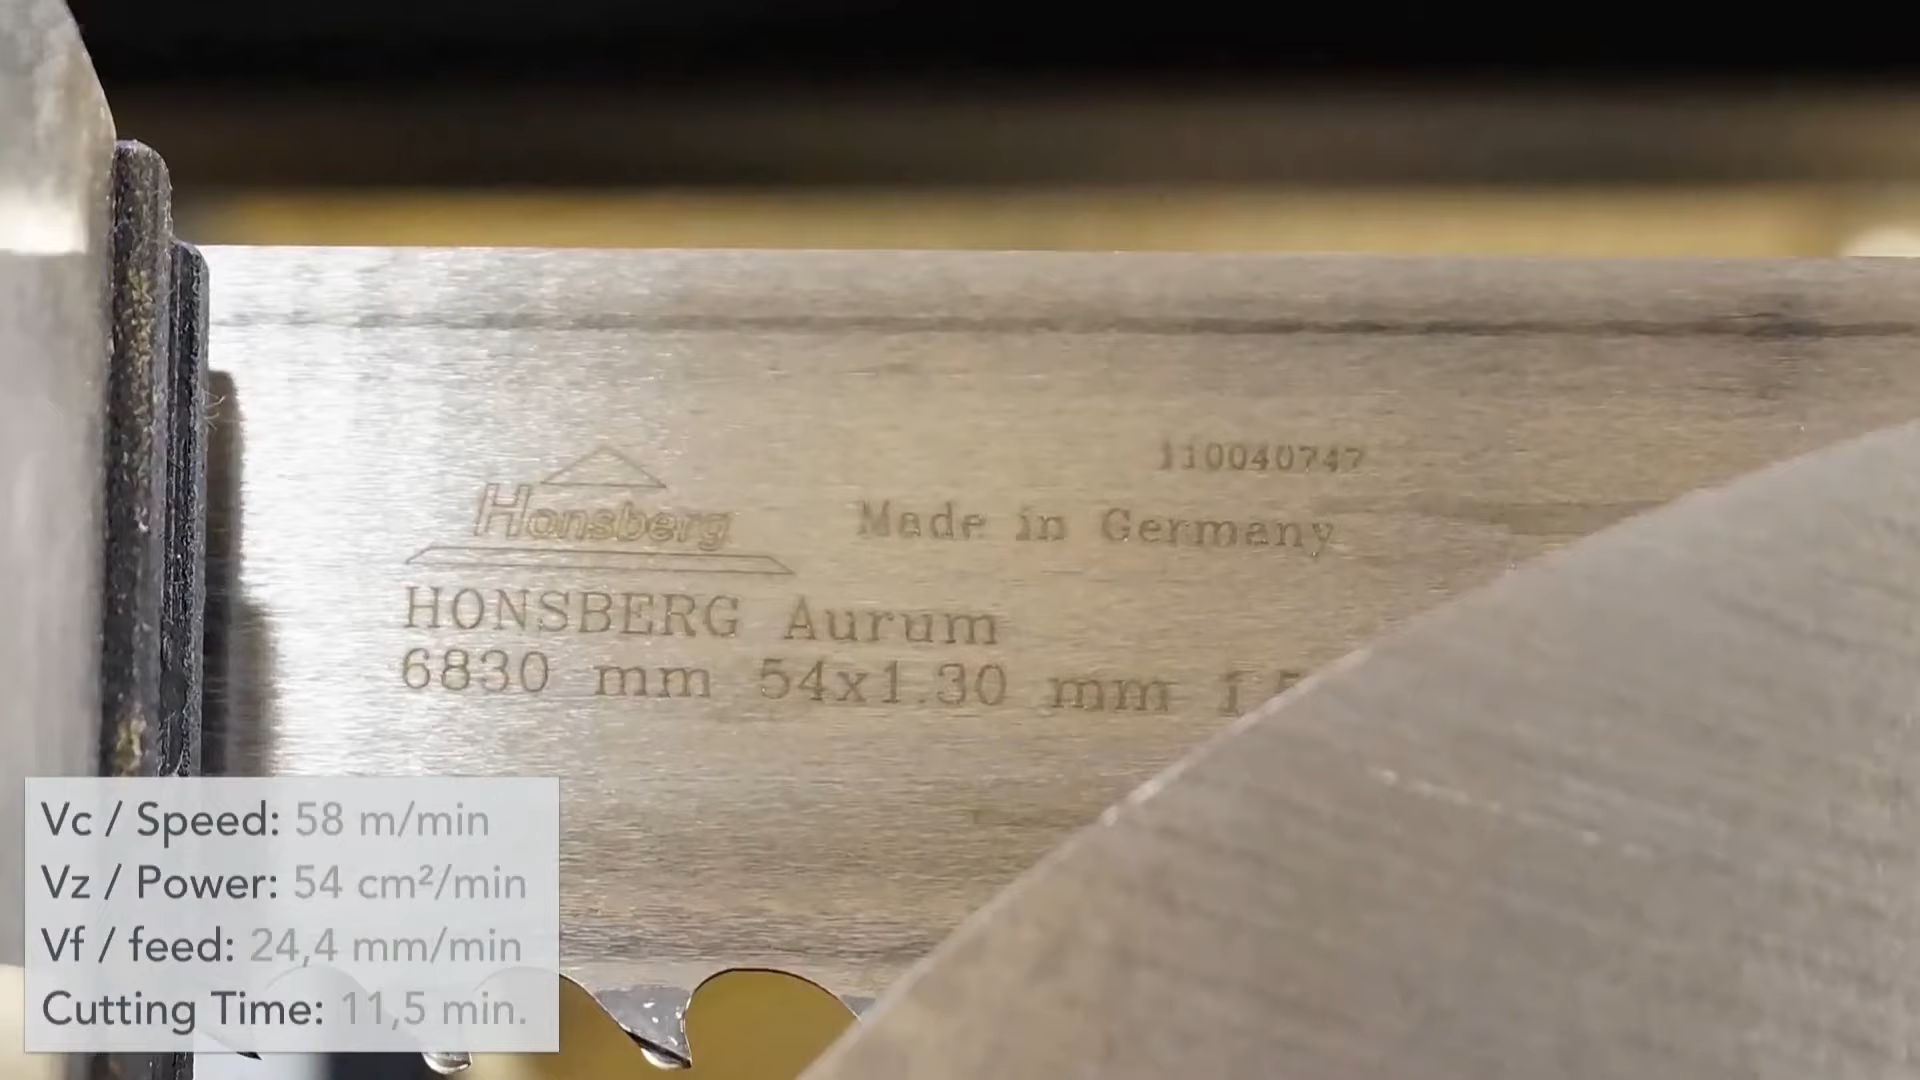 110040747
Honsberg
Made in Germany
HONSBERG Aurum
6830 mm 54x1.30 mm 1
Vc / Speed: 58 m/min
Vz / Power: 54 cm²/min
Vf / feed: 24,4 mm/min
Cutting Time: 11,5 min.